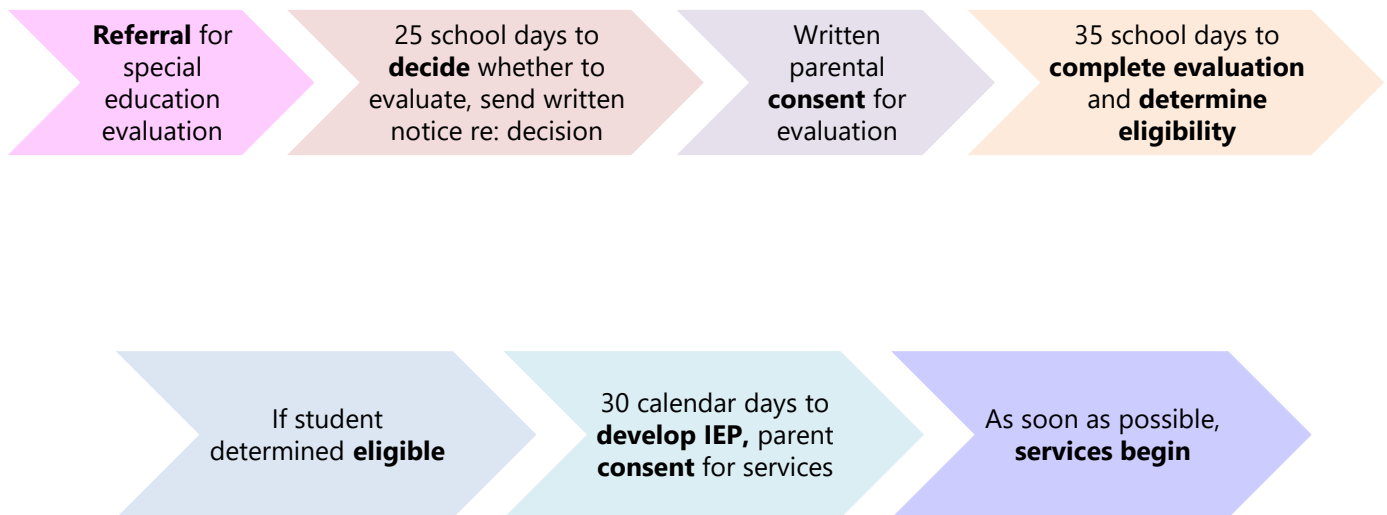 Referral for
special
education
evaluation
25 school days to
decide whether to
evaluate, send written
notice re: decision
Written
parental
consent for
evaluation
35 school days to
complete evaluation
and determine
eligibility
If student
determined eligible
30 calendar days to
develop IEP, parent
consent for services
As soon as possible,
services begin